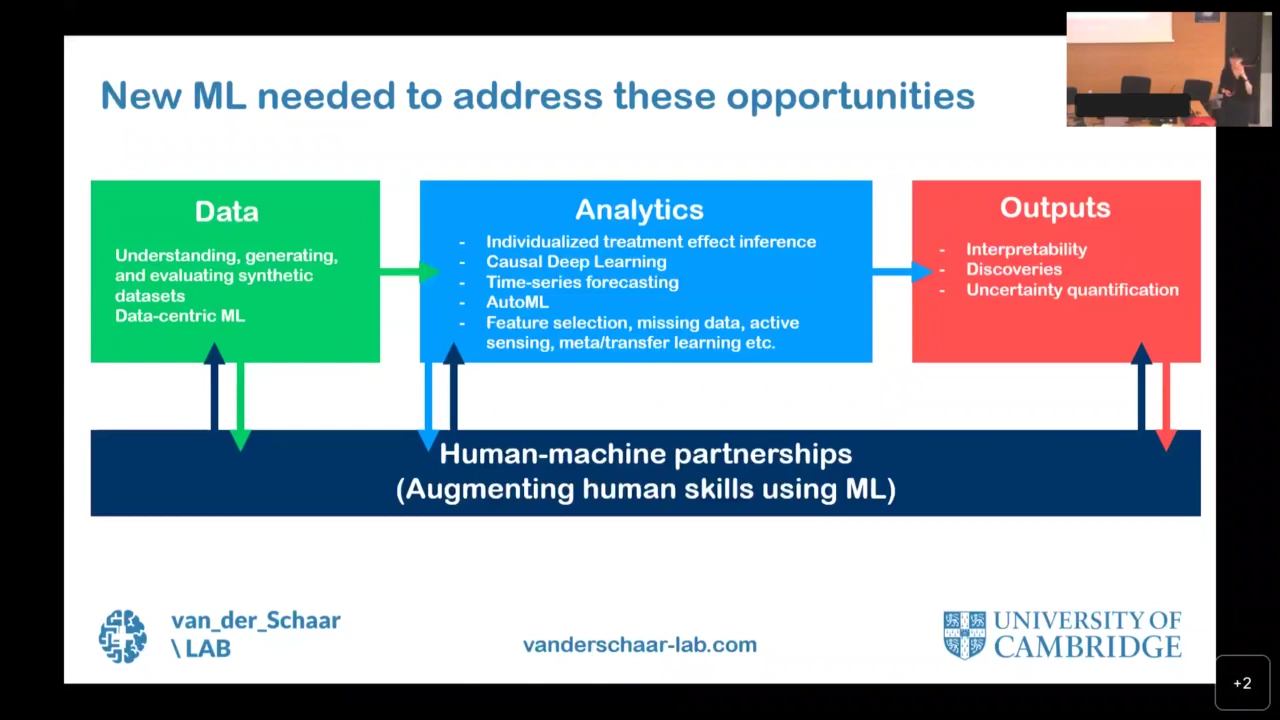 New ML needed to address these opportunities
Data
Understanding, generating,
and evaluating synthetic
datasets
Data-centric ML
Analytics
- Individualized treatment effect inference
- Causal Deep Learning
- Time-series forecasting
- AutoML
- Feature selection, missing data, active
sensing, meta/transfer learning etc.
Outputs
- Interpretability
- Discoveries
- Uncertainty quantification
Human-machine partnerships
(Augmenting human skills using ML)
van_der_Schaar
\ LAB
vanderschaar-lab.com
UNIVERSITY OF
CAMBRIDGE
+2